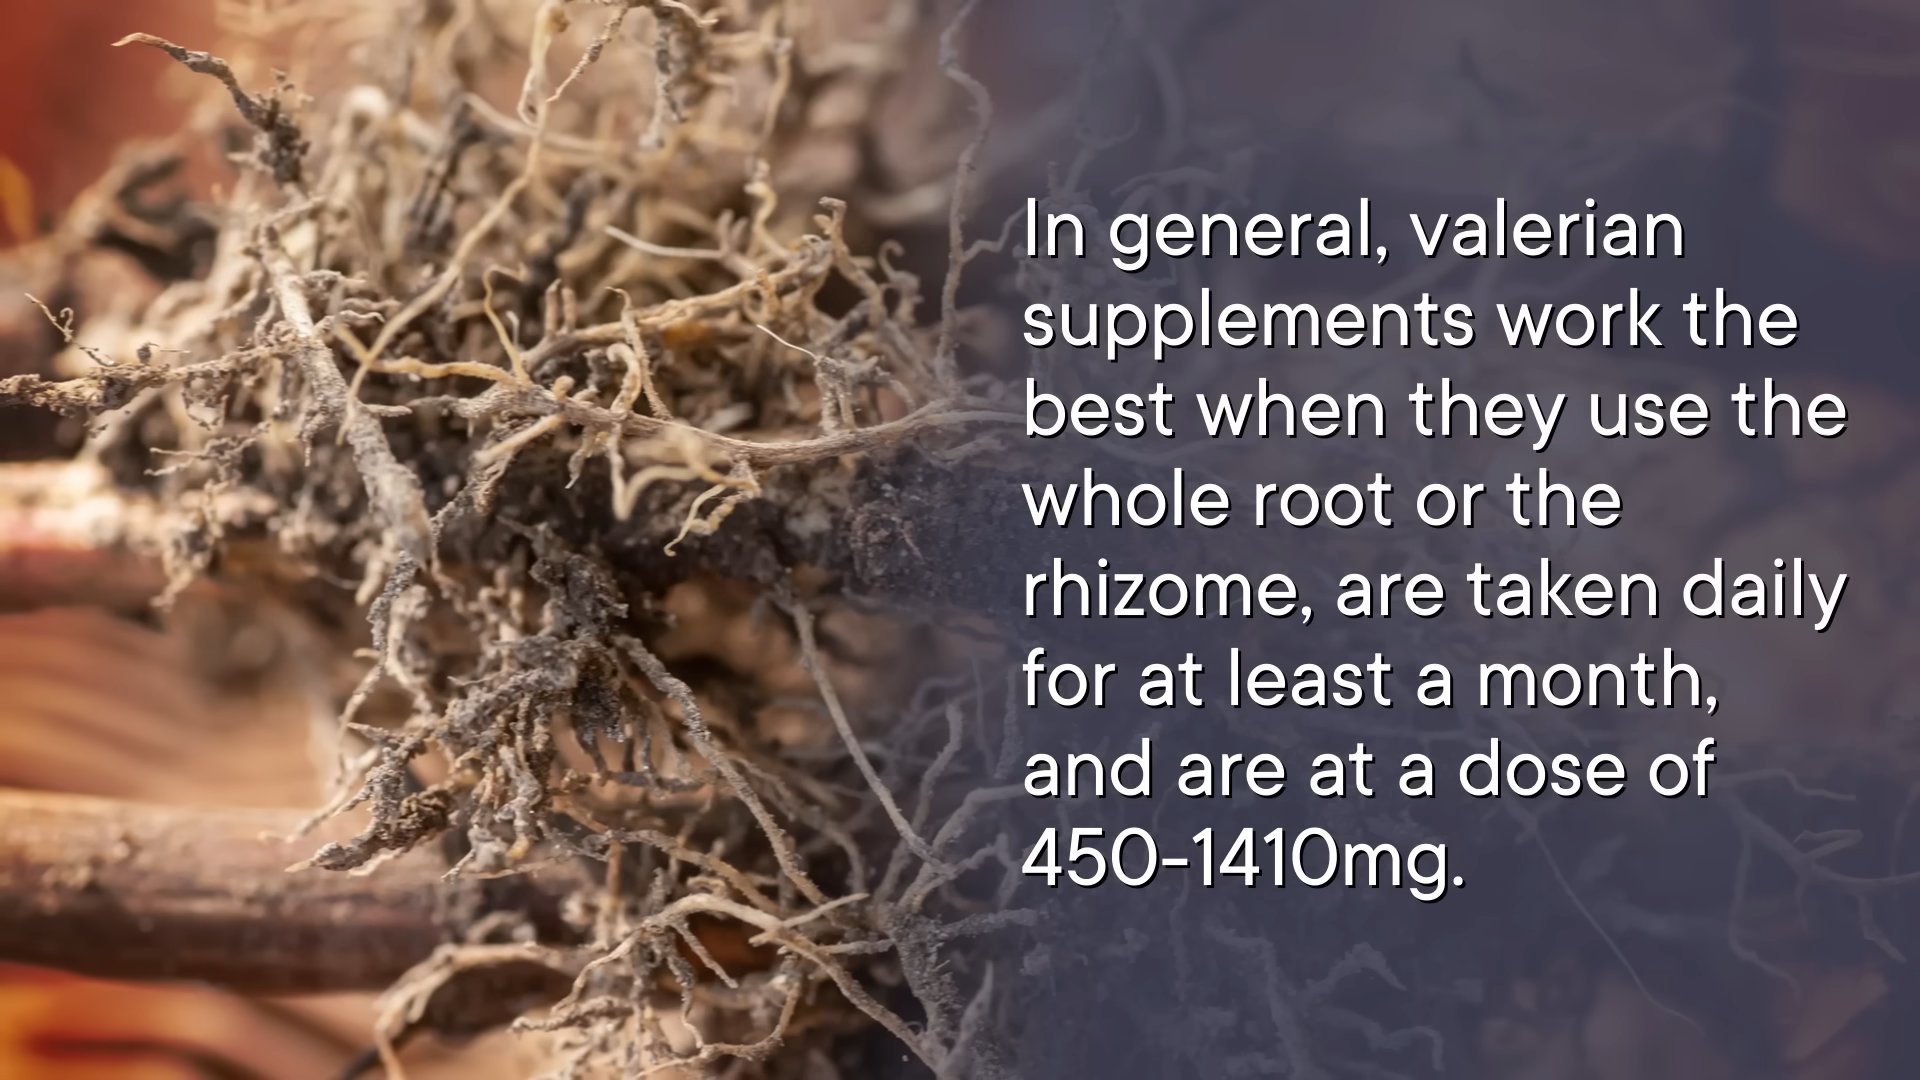 In general, valerian
supplements work the
best when they use the
whole root or the
rhizome, are taken daily
for at least a month,
and are at a dose of
450-1410mg.